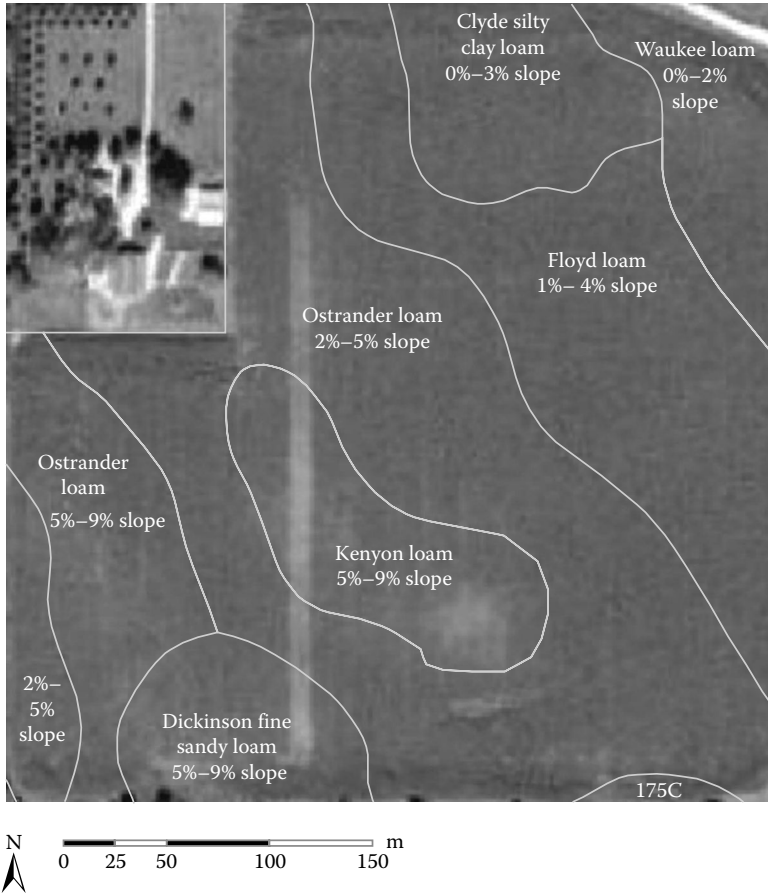 Clyde silty
clay loam
0%–3% slope
Waukee loam
0%–2%
slope
Floyd loam
1%– 4% slope
Ostrander loam
2%–5% slope
Ostrander
loam
5%–9% slope
Kenyon loam
5%–9% slope
2%–
5%
slope
Dickinson fine
sandy loam
5%–9% slope
175C
N
m
0 25 50 100 150